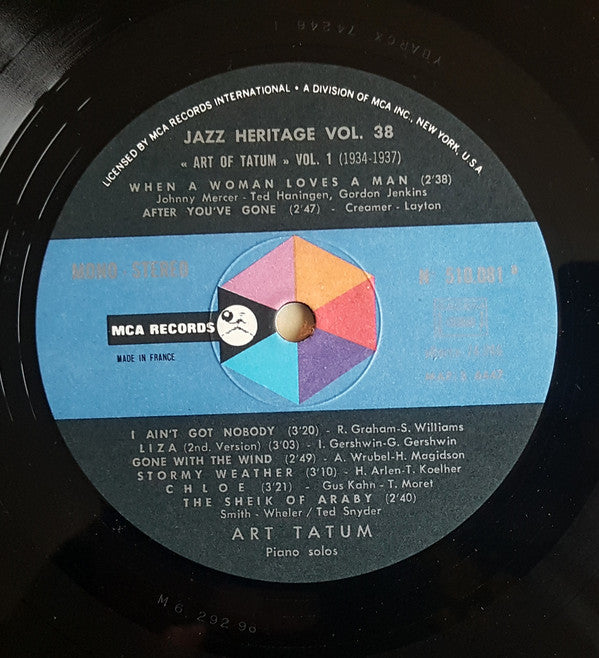 LICENSED BY MCA RECORDS INTERNATIONAL • A DIVISION OF MCA INC., NEW YORK, U.S.A.
JAZZ HERITAGE VOL. 38
« ART OF TATUM » VOL. 1 (1934-1937)
WHEN A WOMAN LOVES A MAN (2'38)
Johnny Mercer - Ted Haningen, Gordon Jenkins
AFTER YOU'VE GONE (2'47) - Creamer - Layton
MONO - STEREO
MCA RECORDS
MADE IN FRANCE
I AIN'T GOT NOBODY (3'20) - R. Graham-S. Williams
LIZA (2nd. Version) (3'03) - I. Gershwin-G. Gershwin
GONE WITH THE WIND (2'49) - A. Wrubel-H. Magidson
STORMY WEATHER (3'10) - H. Arlen-T. Koelher
CHLOE (3'21) - Gus Kahn - T. Moret
THE SHEIK OF ARABY (2'40)
Smith - Wheler / Ted Snyder
ART TATUM
Piano solos
M6 292 90